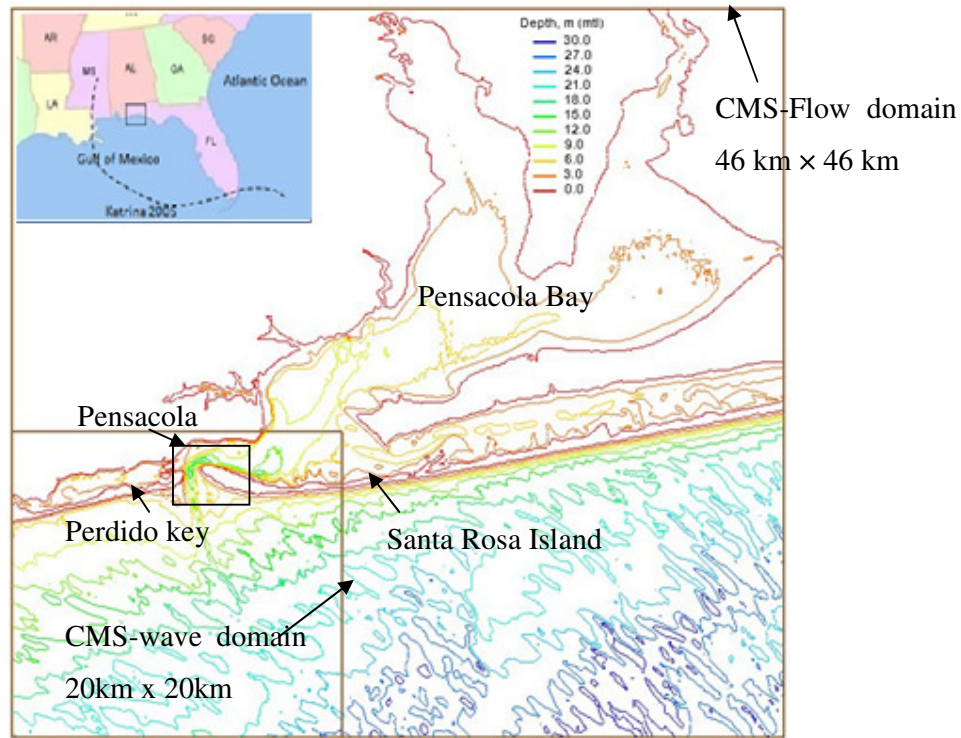 AR
MS
AL
GA
SC
LA
FL
Atlantic Ocean
Gulf of Mexico
Katrina 2005
Depth, m (mtl)
30.0
27.0
24.0
21.0
18.0
15.0
12.0
9.0
6.0
3.0
0.0
CMS-Flow domain
46 km × 46 km
Pensacola Bay
Pensacola
Perdido key
Santa Rosa Island
CMS-wave domain
20km x 20km